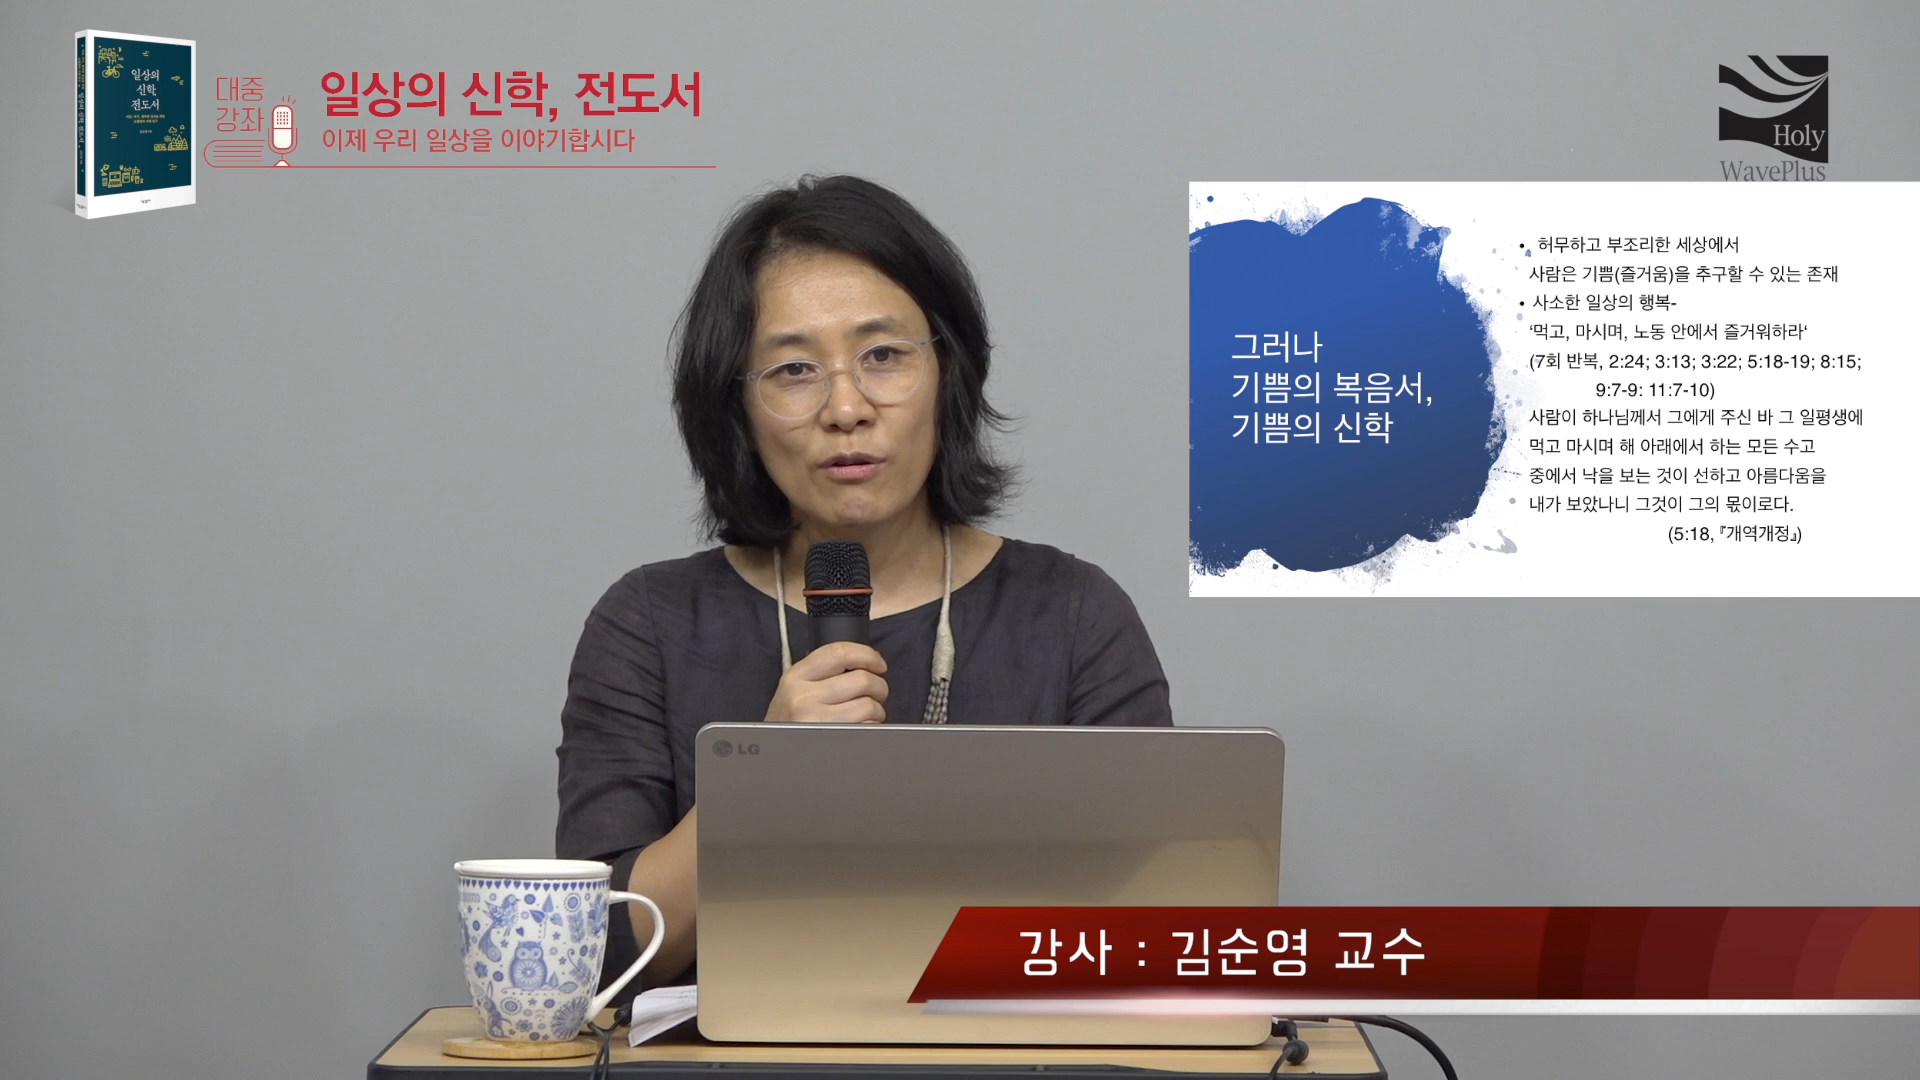 일상의
신학,
전도서
일상의 신학, 전도서
대중
강좌
일상의 신학, 전도서
이제 우리 일상을 이야기합시다
Holy
WavePlus
그러나
기쁨의 복음서,
기쁨의 신학
• 허무하고 부조리한 세상에서
사람은 기쁨(즐거움)을 추구할 수 있는 존재
• 사소한 일상의 행복-
‘먹고, 마시며, 노동 안에서 즐거워하라‘
(7회 반복, 2:24; 3:13; 3:22; 5:18-19; 8:15;
9:7-9: 11:7-10)
사람이 하나님께서 그에게 주신 바 그 일평생에
먹고 마시며 해 아래에서 하는 모든 수고
중에서 낙을 보는 것이 선하고 아름다움을
내가 보았나니 그것이 그의 몫이로다.
(5:18, 『개역개정』)
LG
강사 : 김순영 교수